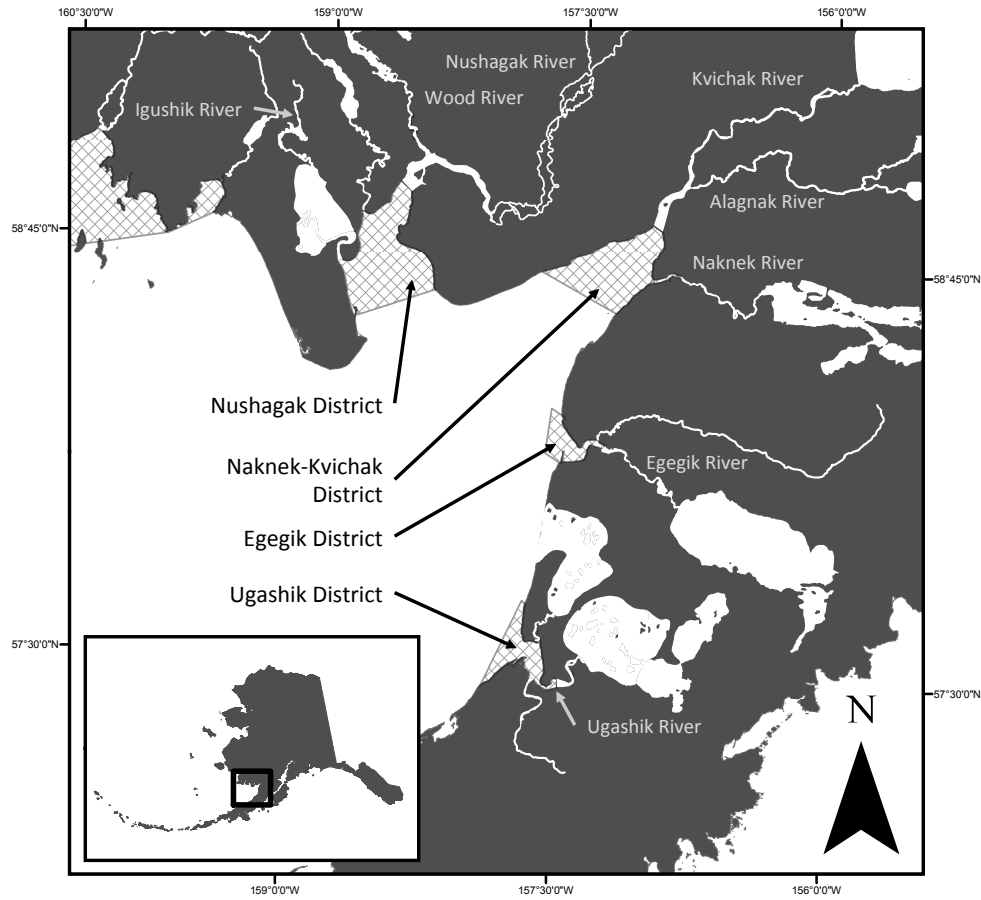 160°30'0"W
159°0'0"W
157°30'0"W
156°0'0"W
Nushagak River
Wood River
Kvichak River
Igushik River
Alagnak River
58°45'0"N
Naknek River
58°45'0"N
Nushagak District
Naknek-Kvichak
District
Egegik River
Egegik District
Ugashik District
57°30'0"N
57°30'0"N
N
Ugashik River
159°0'0"W
157°30'0"W
156°0'0"W